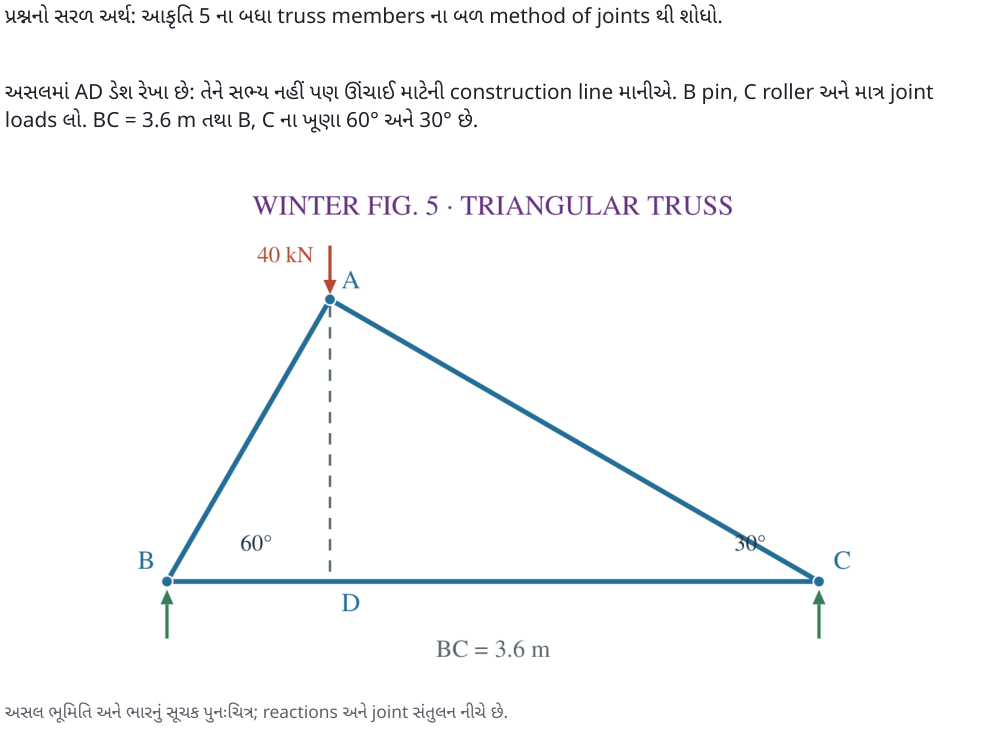 પ્રશ્નનો સરળ અર્થ: આકૃતિ 5 ના બધા truss members ના બળ method of joints થી શોધો.
અસલમાં AD ડેશ રેખા છે: તેને સભ્ય નહીં પણ ઊંચાઈ માટેની construction line માનીએ. B pin, C roller અને માત્ર joint
loads લો. BC = 3.6 m તથા B, C ના ખૂણા 60° અને 30° છે.
WINTER FIG. 5 · TRIANGULAR TRUSS
40 kN
A
60°
30°
B
C
D
BC = 3.6 m
અસલ ભૂમિતિ અને ભારનું સૂચક પુનઃચિત્ર; reactions અને joint સંતુલન નીચે છે.